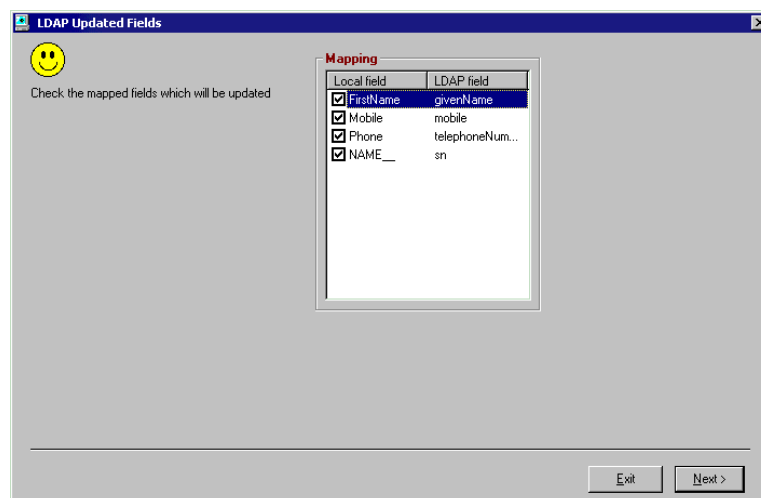 LDAP Updated Fields
Check the mapped fields which will be updated
Mapping
Local field LDAP field
FirstName givenName
Mobile mobile
Phone telephoneNum...
NAME__ sn
Exit Next >